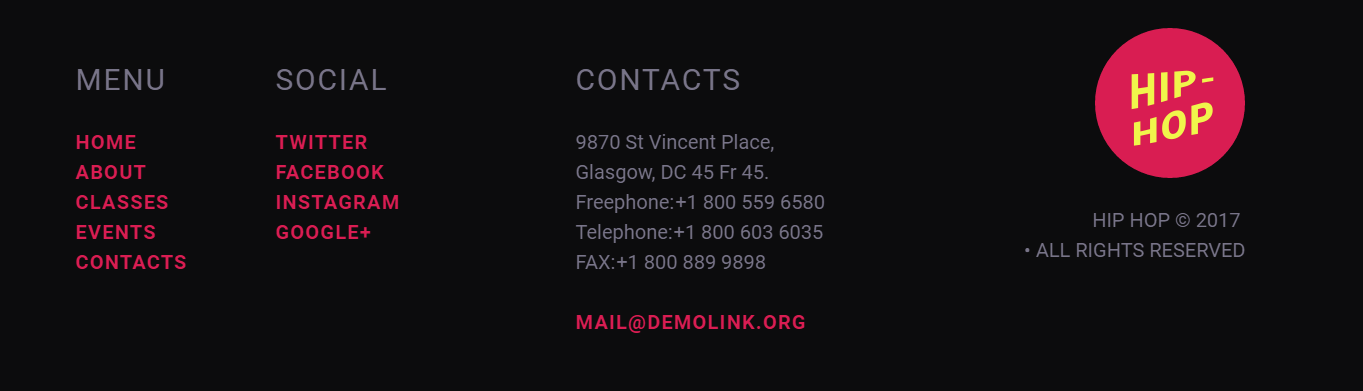 MENU
HOME
ABOUT
CLASSES
EVENTS
CONTACTS
SOCIAL
TWITTER
FACEBOOK
INSTAGRAM
GOOGLE+
CONTACTS
9870 St Vincent Place,
Glasgow, DC 45 Fr 45.
Freephone:+1 800 559 6580
Telephone:+1 800 603 6035
FAX:+1 800 889 9898
MAIL@DEMOLINK.ORG
HIP-
HOP
HIP HOP © 2017
• ALL RIGHTS RESERVED